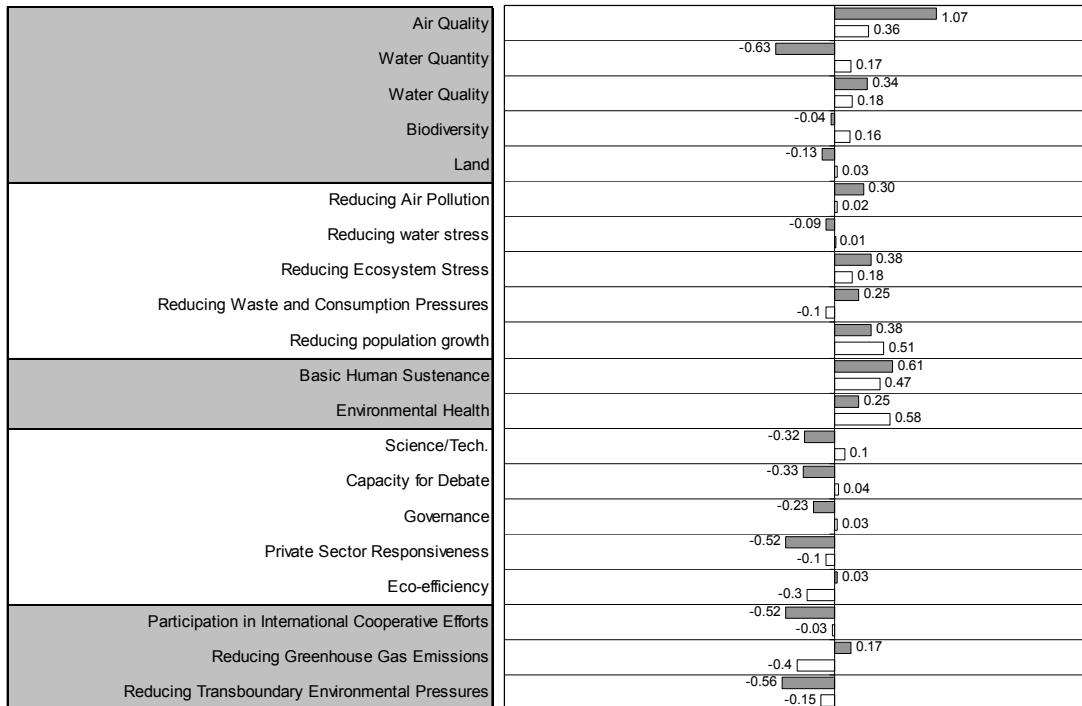 Air Quality
1.07
0.36
Water Quantity
-0.63
0.17
Water Quality
0.34
0.18
Biodiversity
-0.04
0.16
Land
-0.13
0.03
Reducing Air Pollution
0.30
0.02
Reducing water stress
-0.09
0.01
Reducing Ecosystem Stress
0.38
0.18
Reducing Waste and Consumption Pressures
0.25
-0.1
Reducing population growth
0.38
0.51
Basic Human Sustenance
0.61
0.47
Environmental Health
0.25
0.58
Science/Tech.
-0.32
0.1
Capacity for Debate
-0.33
0.04
Governance
-0.23
0.03
Private Sector Responsiveness
-0.52
-0.1
Eco-efficiency
0.03
-0.3
Participation in International Cooperative Efforts
-0.52
-0.03
Reducing Greenhouse Gas Emissions
0.17
-0.4
Reducing Transboundary Environmental Pressures
-0.56
-0.15